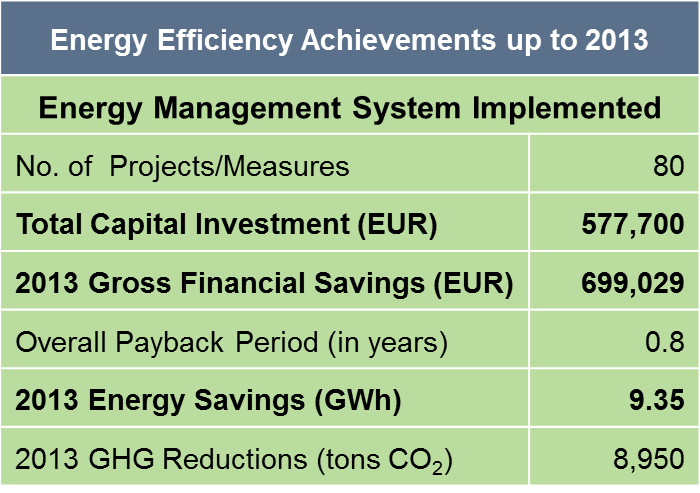 Energy Efficiency Achievements up to 2013
Energy Management System Implemented
No. of Projects/Measures 80
Total Capital Investment (EUR) 577,700
2013 Gross Financial Savings (EUR) 699,029
Overall Payback Period (in years) 0.8
2013 Energy Savings (GWh) 9.35
2013 GHG Reductions (tons CO₂) 8,950